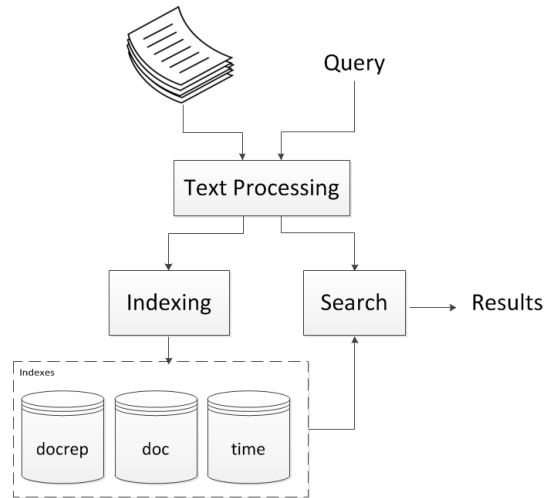 Query
Text Processing
Indexing
Search
Results
Indexes
docrep
doc
time